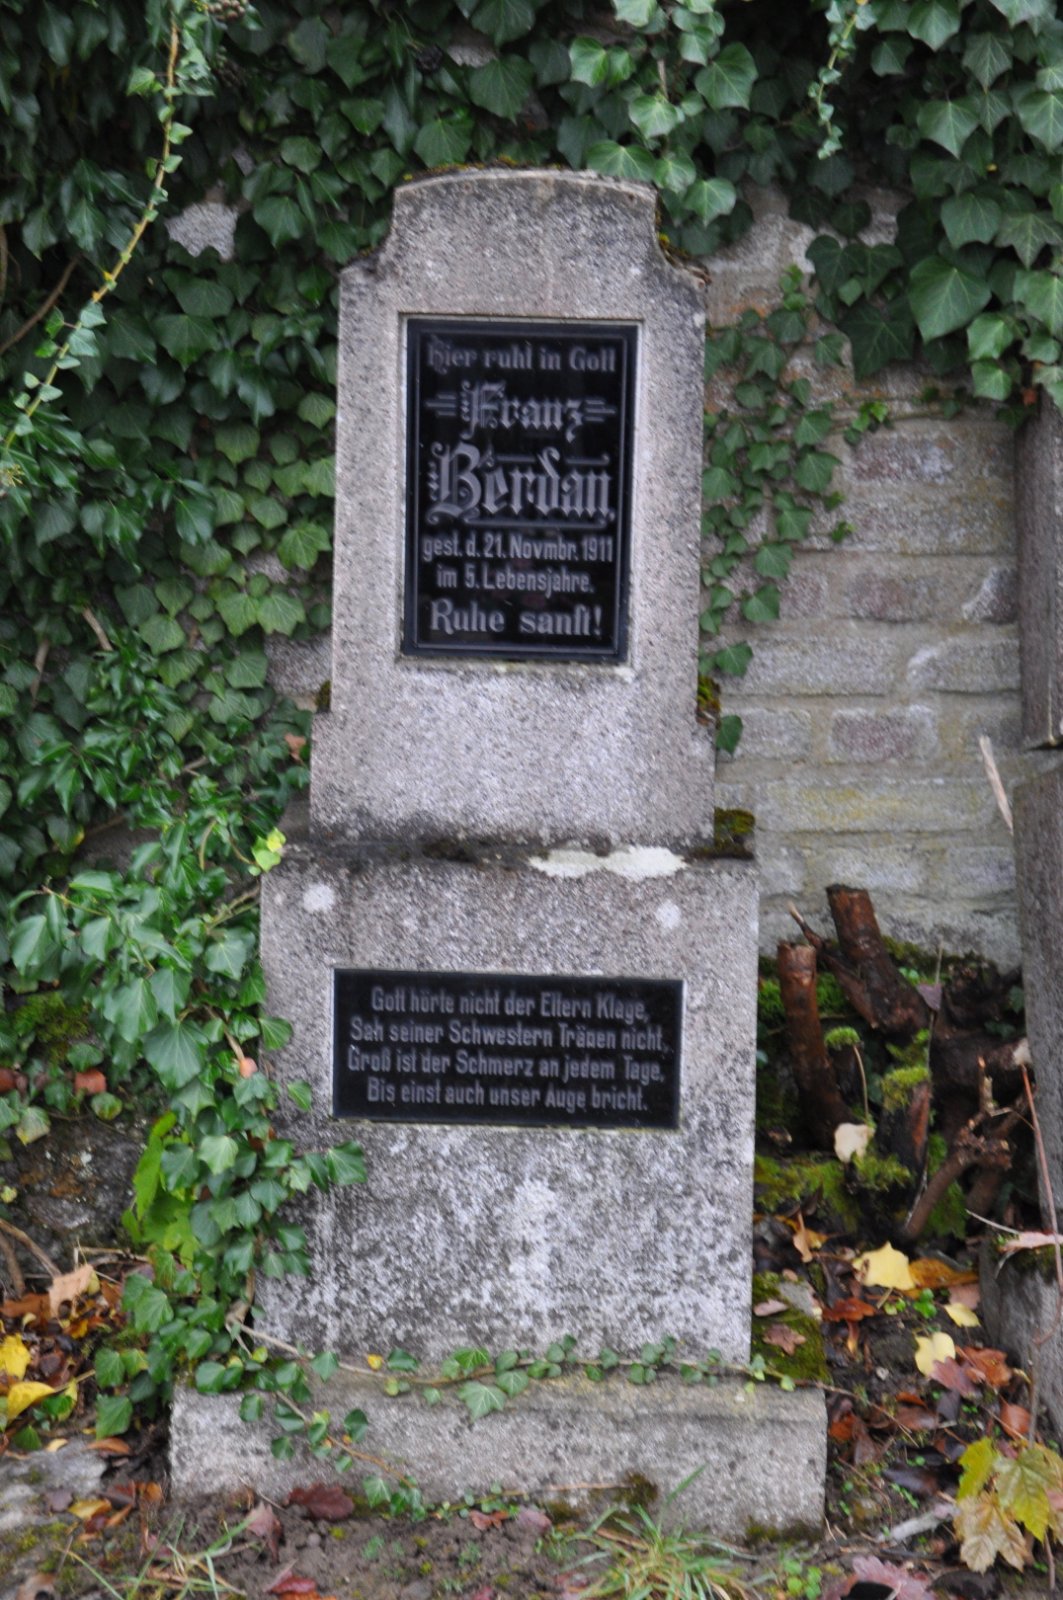 Hier ruht in Gott
Franz
Berdan,
gest. d. 21. Novmbr. 1911
im 5. Lebensjahre.
Ruhe sanft!
Gott hörte nicht der Eltern Klage,
Sah seiner Schwestern Tränen nicht.
Groß ist der Schmerz an jedem Tage,
Bis einst auch unser Auge bricht.